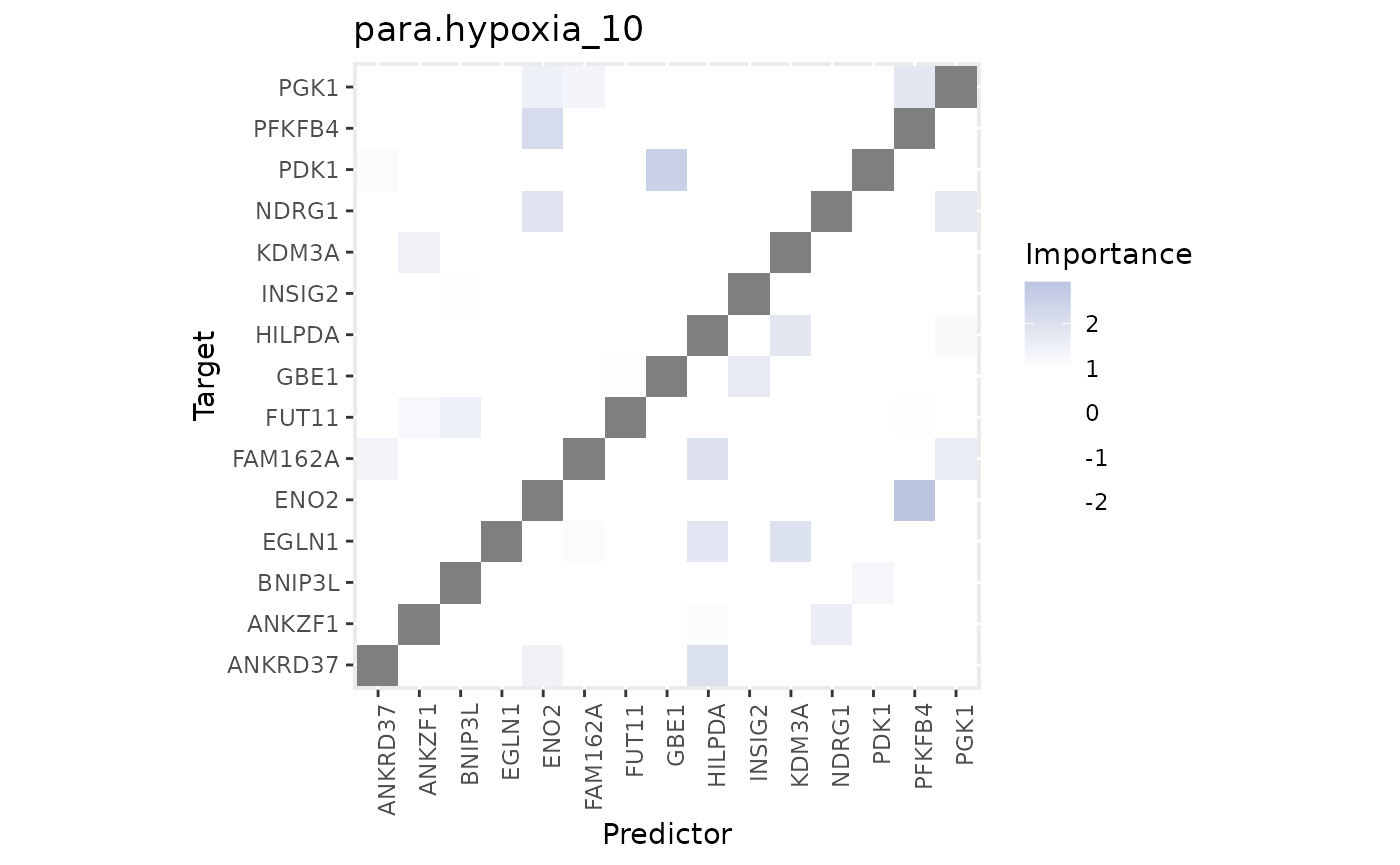 para.hypoxia_10
PGK1
PFKFB4
PDK1
NDRG1
KDM3A
INSIG2
HILPDA
GBE1
FUT11
FAM162A
ENO2
EGLN1
BNIP3L
ANKZF1
ANKRD37
Target
ANKRD37
ANKZF1
BNIP3L
EGLN1
ENO2
FAM162A
FUT11
GBE1
HILPDA
INSIG2
KDM3A
NDRG1
PDK1
PFKFB4
PGK1
Predictor
Importance
2
1
0
-1
-2